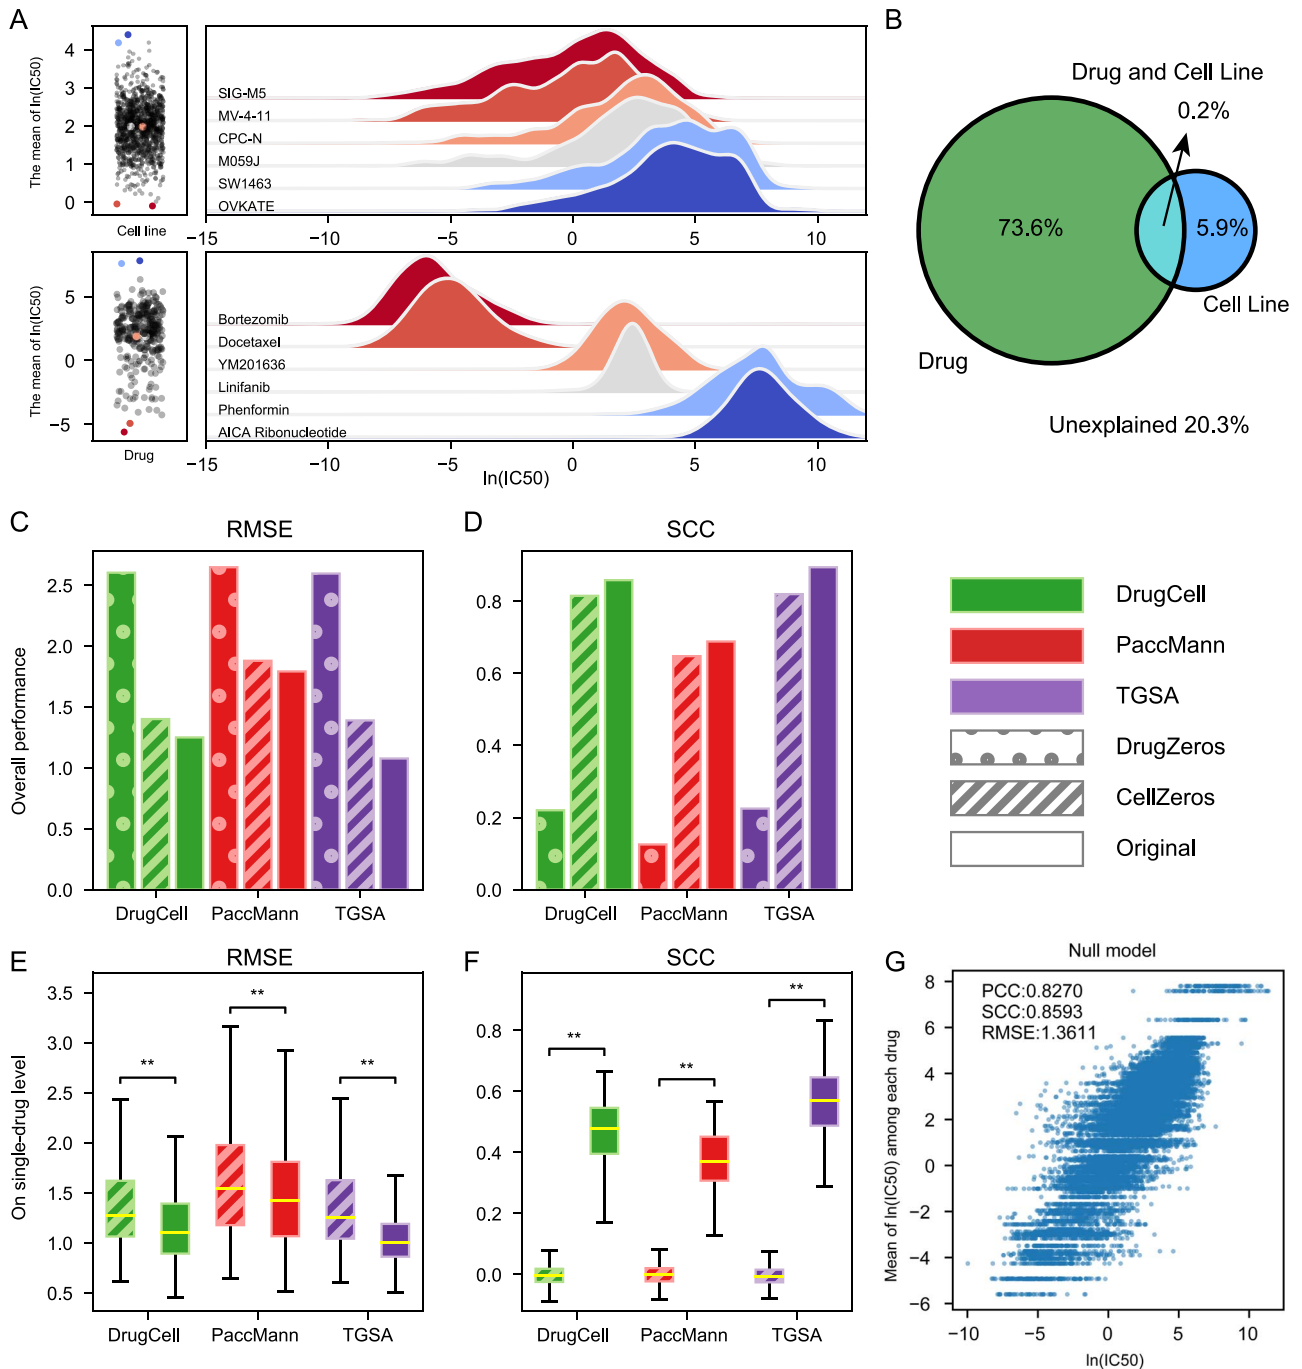 A
The mean of ln(IC50)
4
3
2
1
0
Cell line
SIG-M5
MV-4-11
CPC-N
M059J
SW1463
OVKATE
−15
−10
−5
0
5
10
The mean of ln(IC50)
5
0
−5
Drug
Bortezomib
Docetaxel
YM201636
Linifanib
Phenformin
AICA Ribonucleotide
−15
−10
−5
0
5
10
ln(IC50)
B
Drug and Cell Line
0.2%
73.6%
5.9%
Cell Line
Drug
Unexplained 20.3%
C
RMSE
Overall performance
2.5
2.0
1.5
1.0
0.5
0.0
DrugCell
PaccMann
TGSA
D
SCC
0.8
0.6
0.4
0.2
0.0
DrugCell
PaccMann
TGSA
DrugCell
PaccMann
TGSA
DrugZeros
CellZeros
Original
E
RMSE
On single-drug level
3.5
3.0
2.5
2.0
1.5
1.0
0.5
**
**
**
DrugCell
PaccMann
TGSA
F
SCC
0.8
0.6
0.4
0.2
0.0
**
**
**
DrugCell
PaccMann
TGSA
G
Null model
PCC:0.8270
SCC:0.8593
RMSE:1.3611
Mean of ln(IC50) among each drug
8
6
4
2
0
−2
−4
−6
−10
−5
0
5
10
ln(IC50)